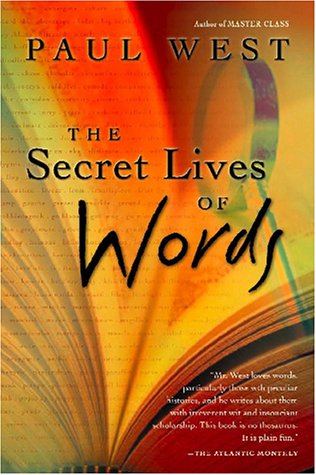 Author of MASTER CLASS
PAUL WEST
THE
Secret Lives
OF
Words
"Mr. West loves words,
particularly those with peculiar
histories, and he writes about them
with irreverent wit and insouciant
scholarship. This book is no thesaurus.
It is plain fun."
—THE ATLANTIC MONTHLY